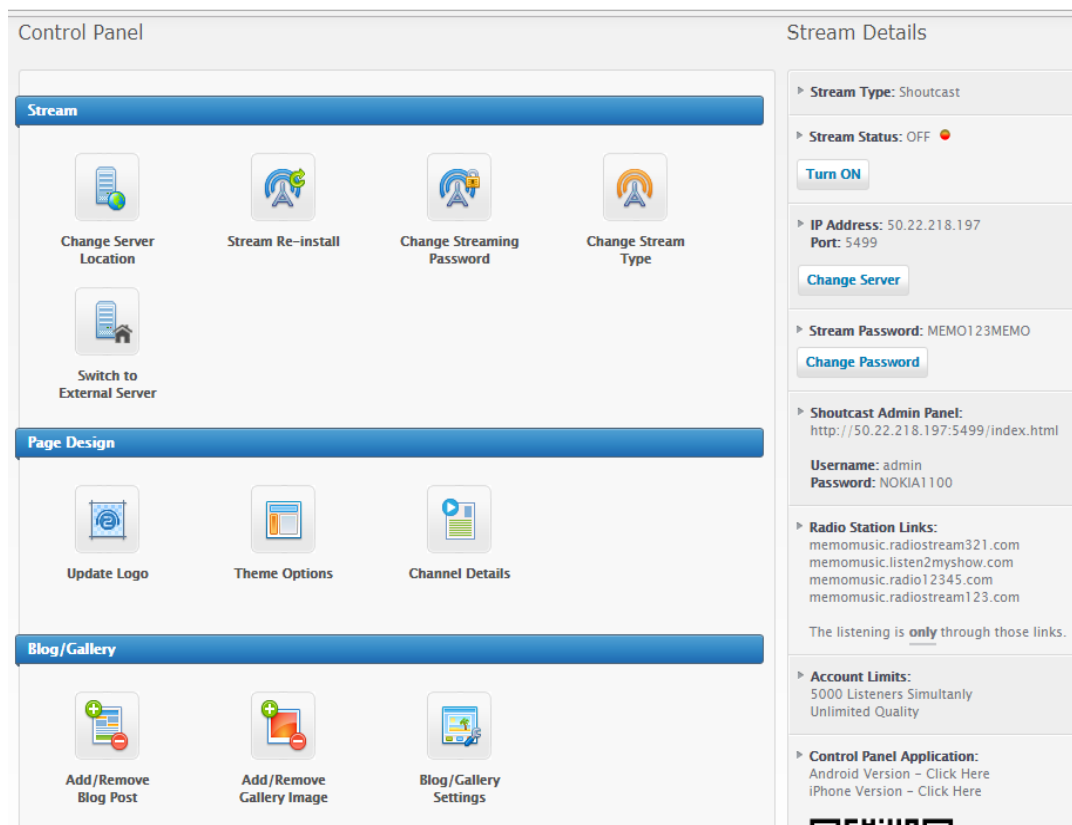 Control Panel
Stream
Change Server
Location
Stream Re-install
Change Streaming
Password
Change Stream
Type
Switch to
External Server
Page Design
Update Logo
Theme Options
Channel Details
Blog/Gallery
Add/Remove
Blog Post
Add/Remove
Gallery Image
Blog/Gallery
Settings
Stream Details
Stream Type: Shoutcast
Stream Status: OFF
Turn ON
IP Address: 50.22.218.197
Port: 5499
Change Server
Stream Password: MEMO123MEMO
Change Password
Shoutcast Admin Panel:
http://50.22.218.197:5499/index.html
Username: admin
Password: NOKIA1100
Radio Station Links:
memomusic.radiostream321.com
memomusic.listen2myshow.com
memomusic.radio12345.com
memomusic.radiostream123.com
The listening is only through those links.
Account Limits:
5000 Listeners Simultanly
Unlimited Quality
Control Panel Application:
Android Version - Click Here
iPhone Version - Click Here